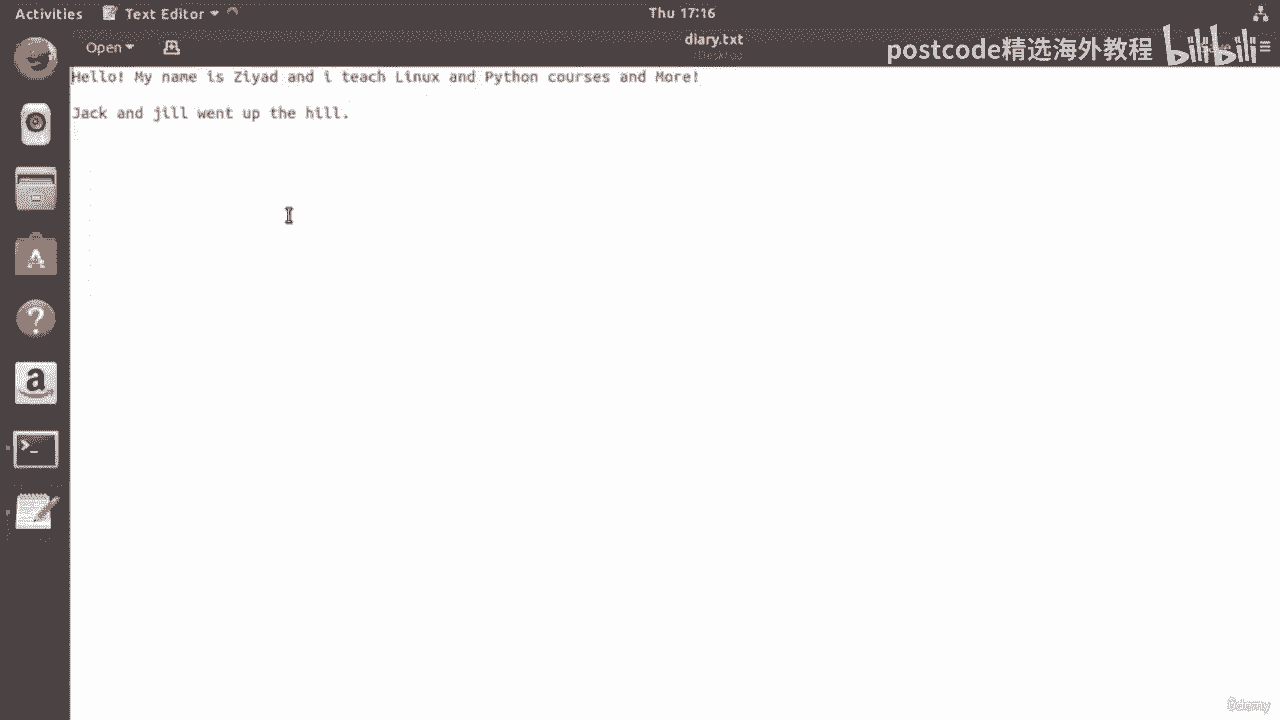 Activities Text Editor Thu 17:16
Open diary.txt
postcode精选海外教程 bilibili
Hello! My name is Ziyad and i teach Linux and Python courses and More!
Jack and jill went up the hill.
A
?
a
>_
ûdemy